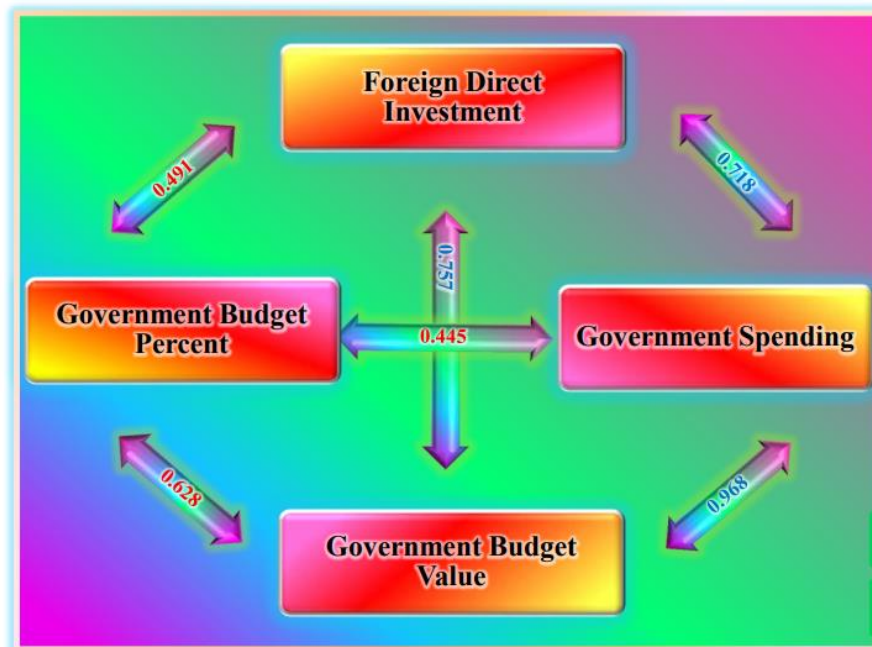 Foreign Direct
Investment
0.491
0.718
0.757
Government Budget
Percent
0.445
Government Spending
0.628
0.968
Government Budget
Value